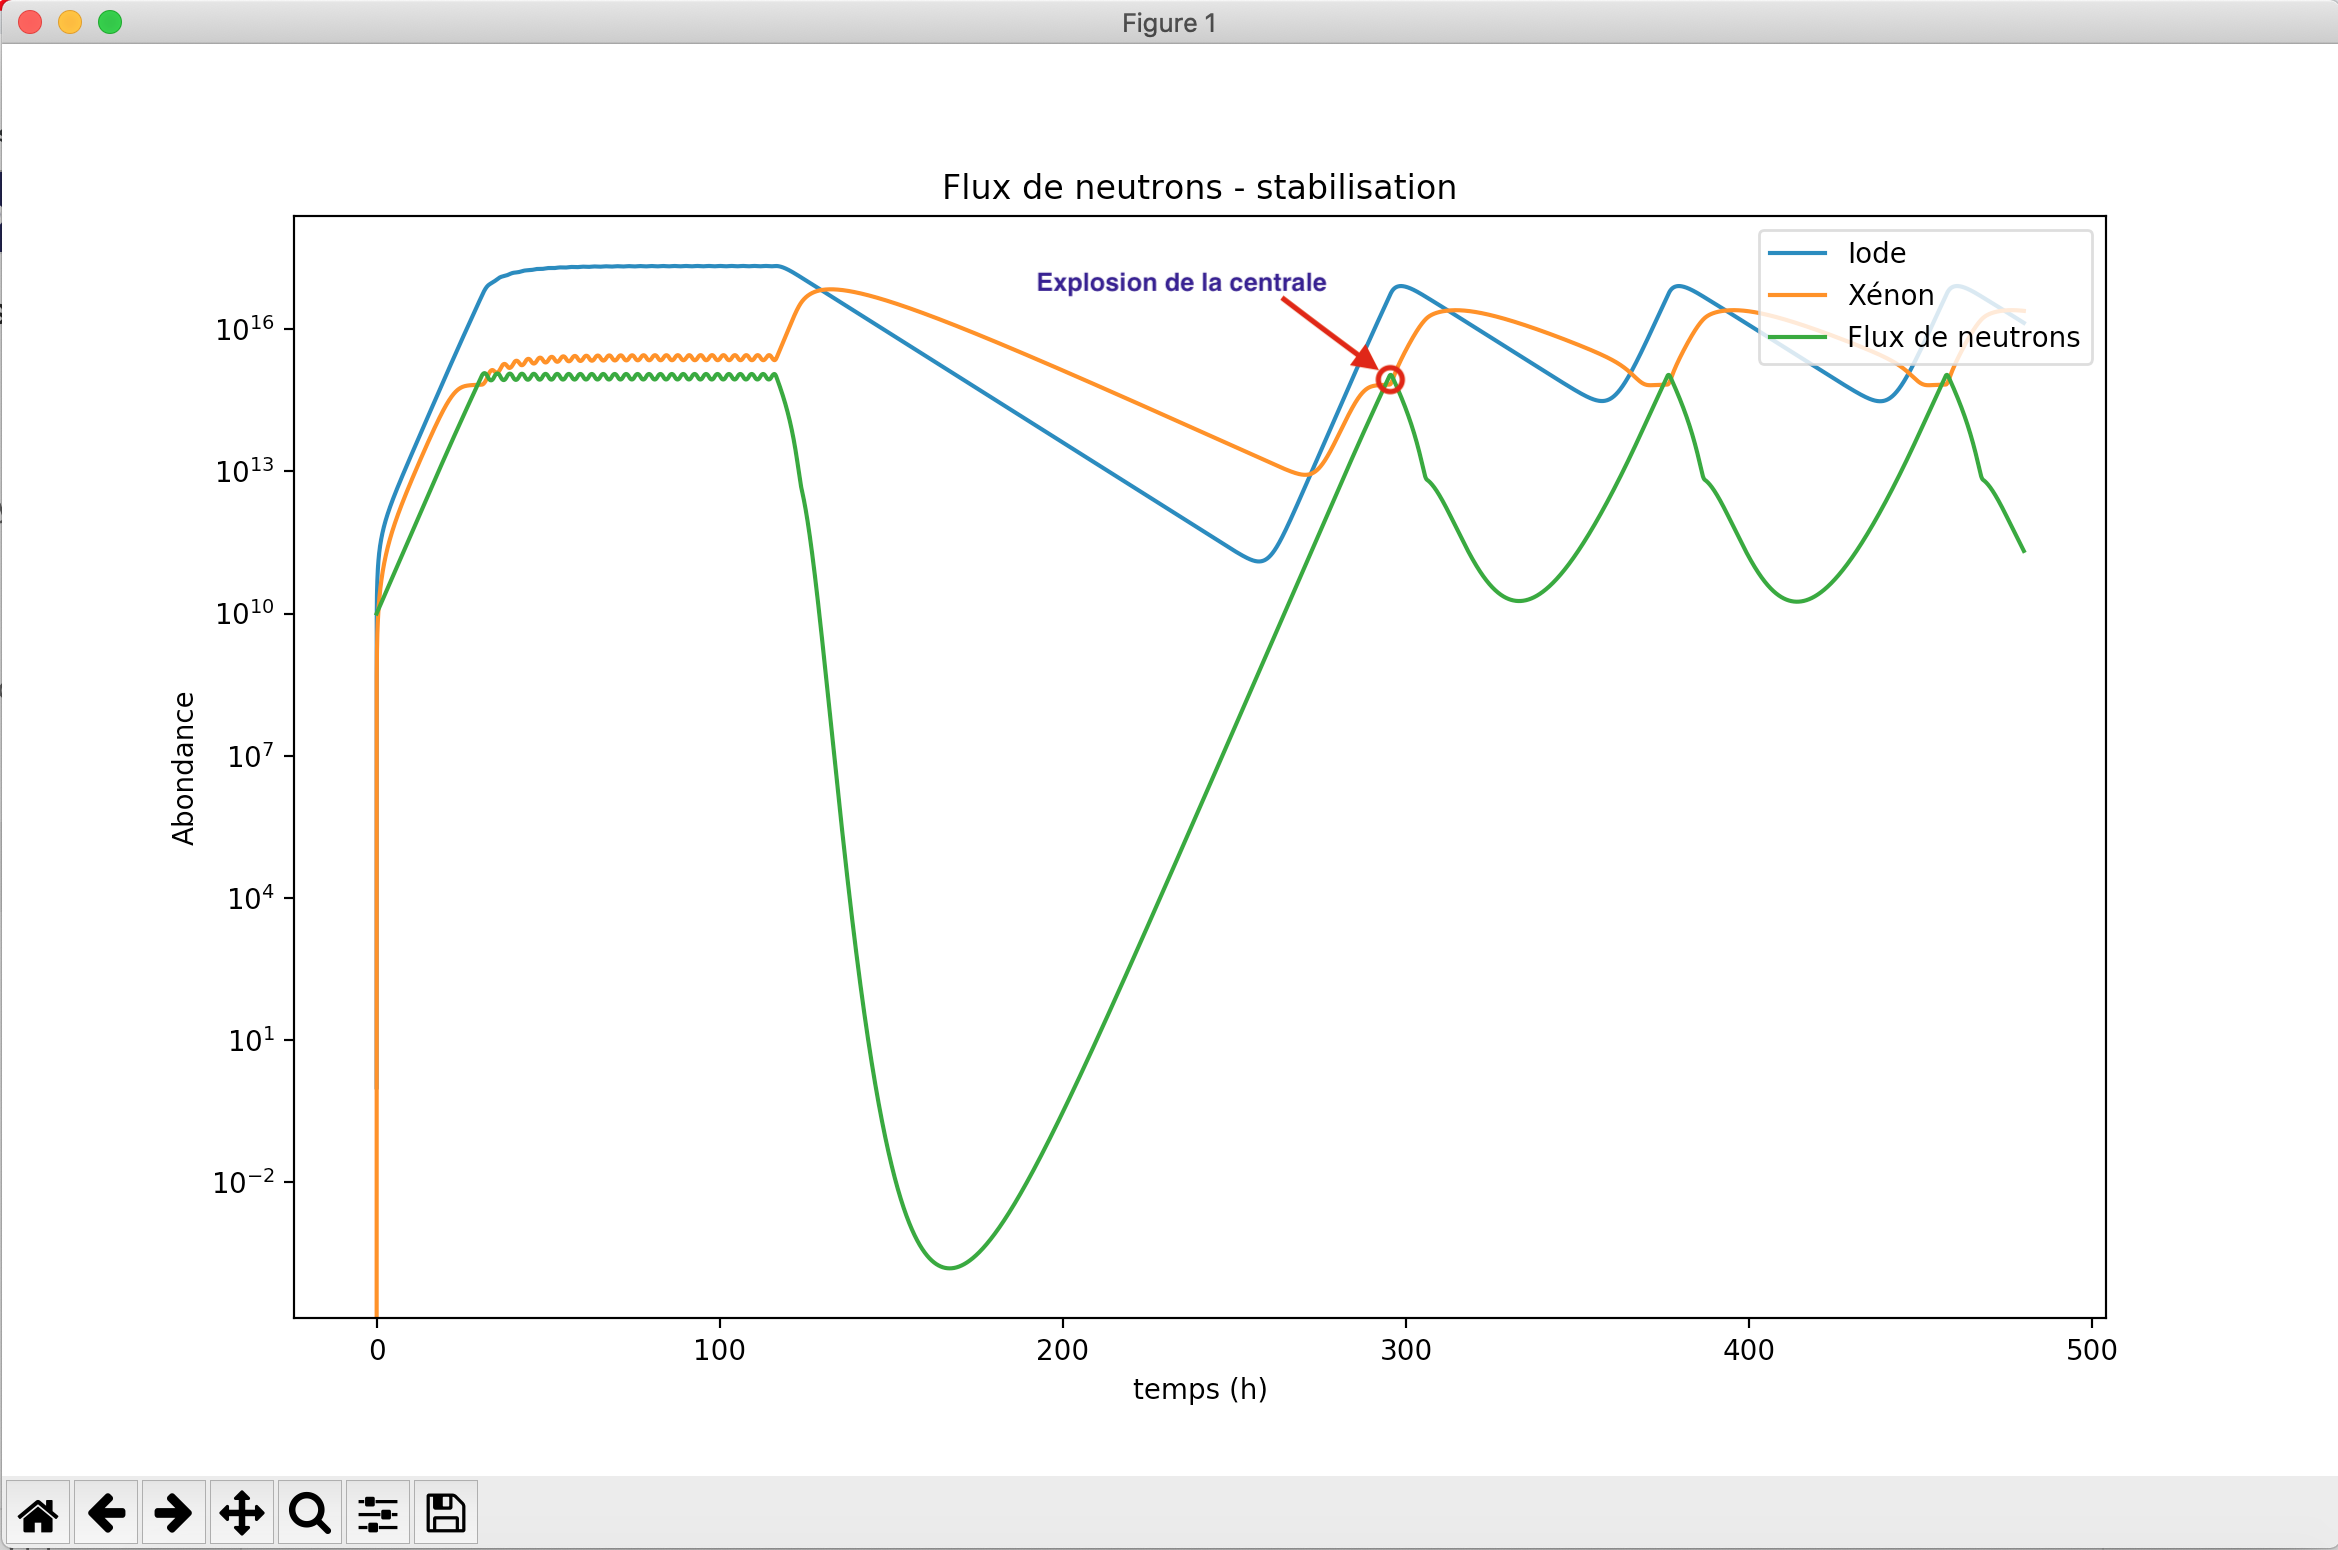 Figure 1
Flux de neutrons - stabilisation
Explosion de la centrale
Iode
Xénon
Flux de neutrons
Abondance
10¹⁶
10¹³
10¹⁰
10⁷
10⁴
10¹
10⁻²
0 100 200 300 400 500
temps (h)